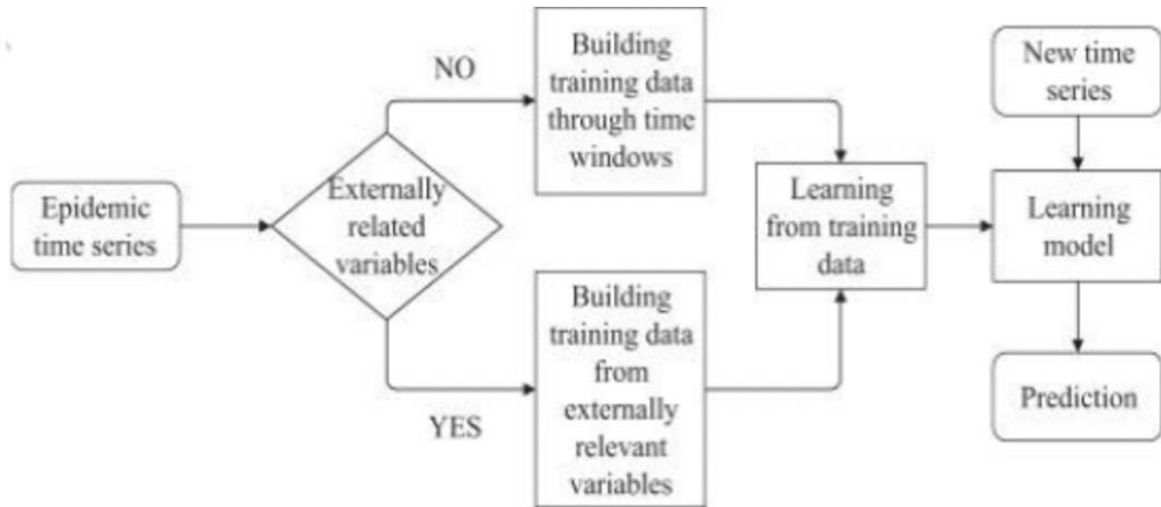 Epidemic
time series
Externally
related
variables
NO
Building
training data
through time
windows
YES
Building
training data
from
externally
relevant
variables
Learning
from training
data
New time
series
Learning
model
Prediction